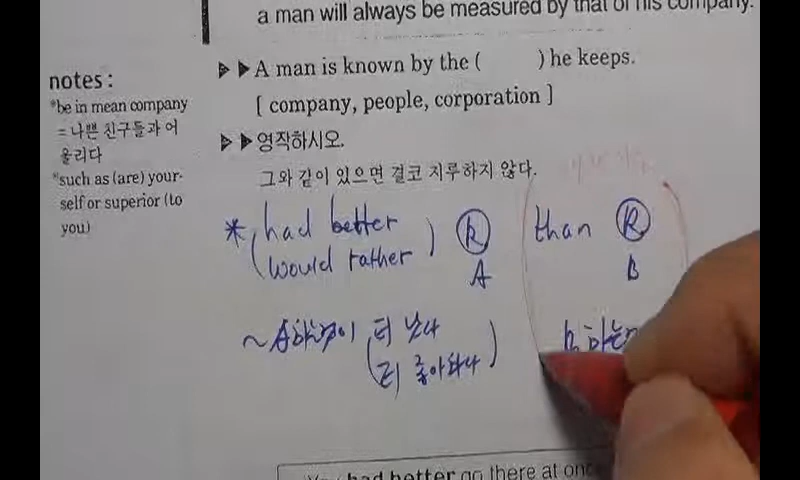 a man will always be measured by that of his company.
▶▶A man is known by the (       ) he keeps.
[ company, people, corporation ]
▶▶영작하시오.
그와 같이 있으면 결코 지루하지 않다.
notes :
*be in mean company
= 나쁜 친구들과 어
울리다
*such as (are) your-
self or superior (to
you)
* had better Ⓡ than Ⓡ
(would rather) A B
~ A하는것이 더 낫다
(더 좋아하다)
had better go there at